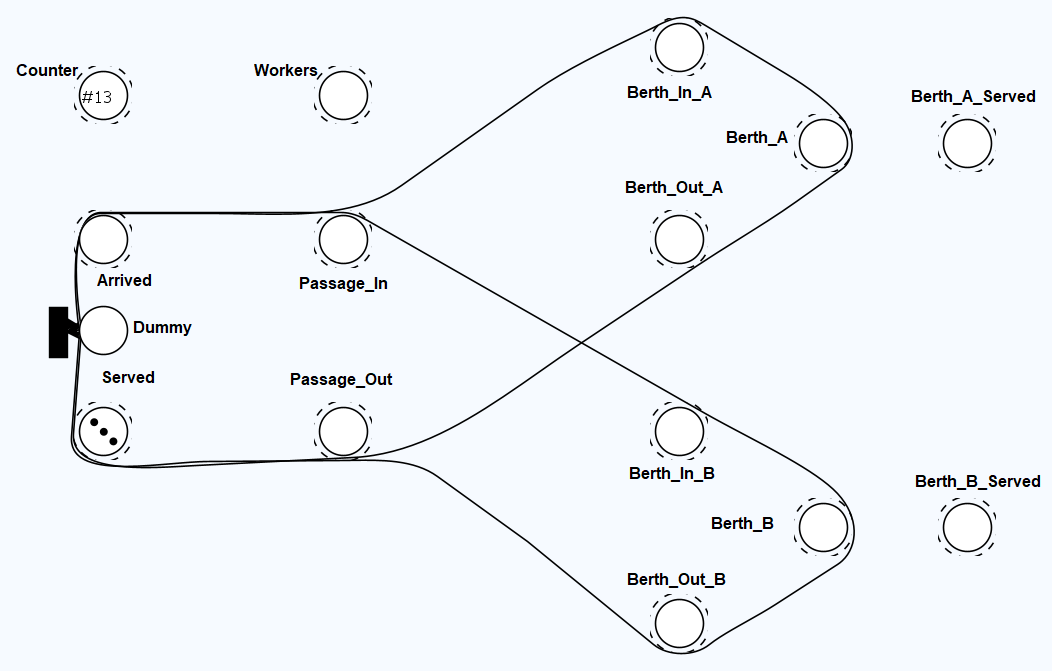 Counter
#13
Workers
Berth_In_A
Berth_A_Served
Berth_A
Berth_Out_A
Arrived
Passage_In
Dummy
Served
Passage_Out
Berth_In_B
Berth_B_Served
Berth_B
Berth_Out_B